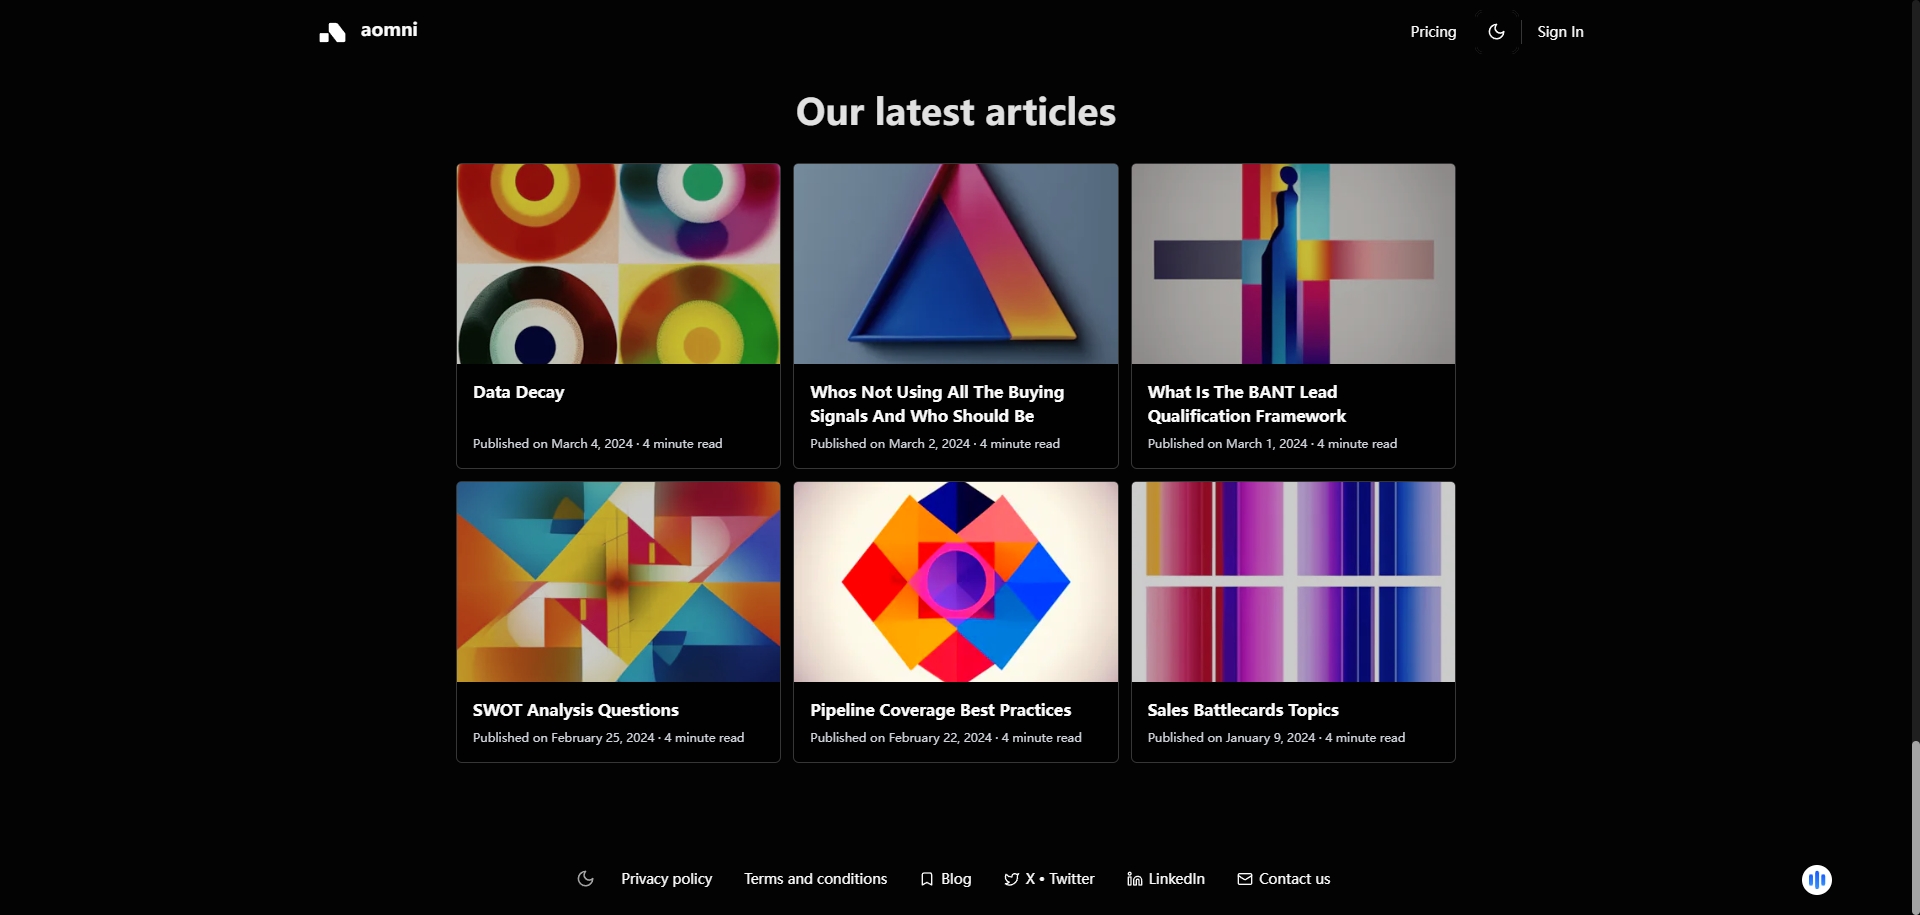 aomni
Pricing
Sign In
Our latest articles
Data Decay
Published on March 4, 2024 · 4 minute read
Whos Not Using All The Buying
Signals And Who Should Be
Published on March 2, 2024 · 4 minute read
What Is The BANT Lead
Qualification Framework
Published on March 1, 2024 · 4 minute read
SWOT Analysis Questions
Published on February 25, 2024 · 4 minute read
Pipeline Coverage Best Practices
Published on February 22, 2024 · 4 minute read
Sales Battlecards Topics
Published on January 9, 2024 · 4 minute read
Privacy policy
Terms and conditions
Blog
X • Twitter
LinkedIn
Contact us